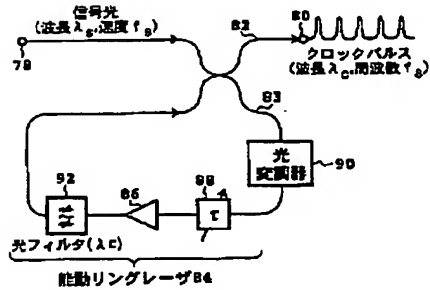 信号光
(波長λs,速度fs)
78
82
80
クロックパルス
(波長λc,周波数fs)
83
光
変調器
90
92
86
88
τ
光フィルタ(λc)
能動リングレーザ84